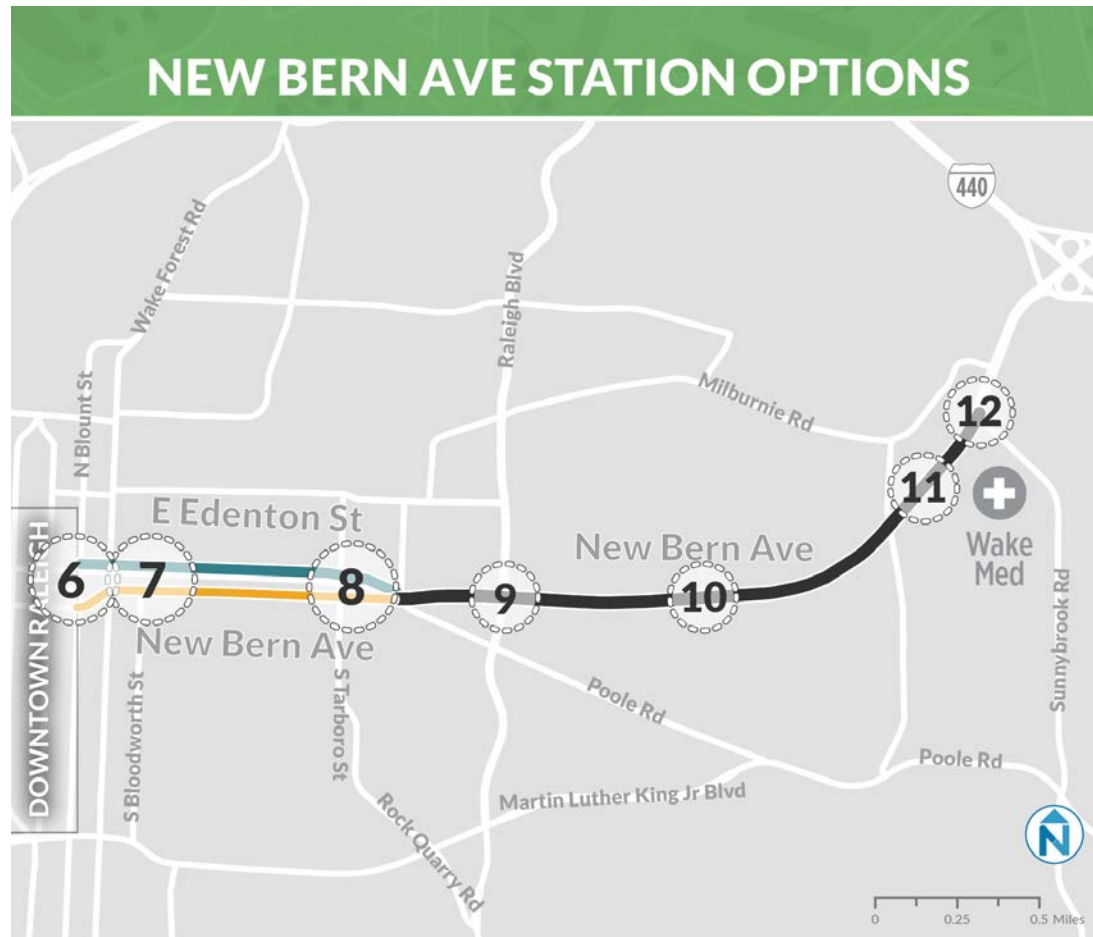 NEW BERN AVE STATION OPTIONS
440
Wake Forest Rd
Raleigh Blvd
N Blount St
Milburnie Rd
12
11
E Edenton St
New Bern Ave
Wake
Med
DOWNTOWN RALEIGH
6
7
8
9
10
New Bern Ave
S Bloodworth St
S Tarboro St
Poole Rd
Sunnybrook Rd
Poole Rd
Martin Luther King Jr Blvd
Rock Quarry Rd
N
0
0.25
0.5 Miles